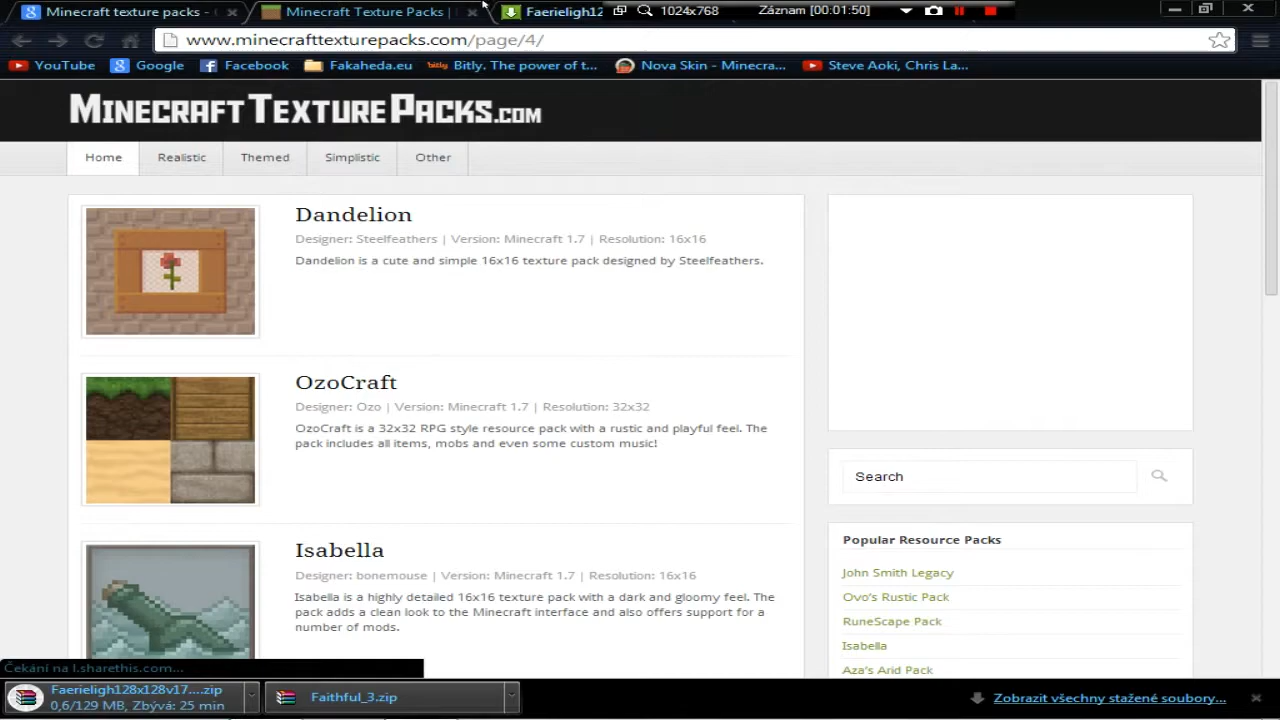 Minecraft texture packs -
Minecraft Texture Packs |
Faerieligh12
1024x768
Záznam [00:01:50]
www.minecrafttexturepacks.com/page/4/
YouTube
Google
Facebook
Fakaheda.eu
bitly
Bitly. The power of t...
Nova Skin - Minecra...
Steve Aoki, Chris La...
MINECRAFT TEXTURE PACKS.COM
Home
Realistic
Themed
Simplistic
Other
Dandelion
Designer: Steelfeathers | Version: Minecraft 1.7 | Resolution: 16x16
Dandelion is a cute and simple 16x16 texture pack designed by Steelfeathers.
OzoCraft
Designer: Ozo | Version: Minecraft 1.7 | Resolution: 32x32
OzoCraft is a 32x32 RPG style resource pack with a rustic and playful feel. The
pack includes all items, mobs and even some custom music!
Isabella
Designer: bonemouse | Version: Minecraft 1.7 | Resolution: 16x16
Isabella is a highly detailed 16x16 texture pack with a dark and gloomy feel. The
pack adds a clean look to the Minecraft interface and also offers support for a
number of mods.
Search
Popular Resource Packs
John Smith Legacy
Ovo's Rustic Pack
RuneScape Pack
Isabella
Aza's Arid Pack
Čekání na l.sharethis.com...
Faerieligh128x128v17....zip
0,6/129 MB, Zbývá: 25 min
Faithful_3.zip
Zobrazit všechny stažené soubory...